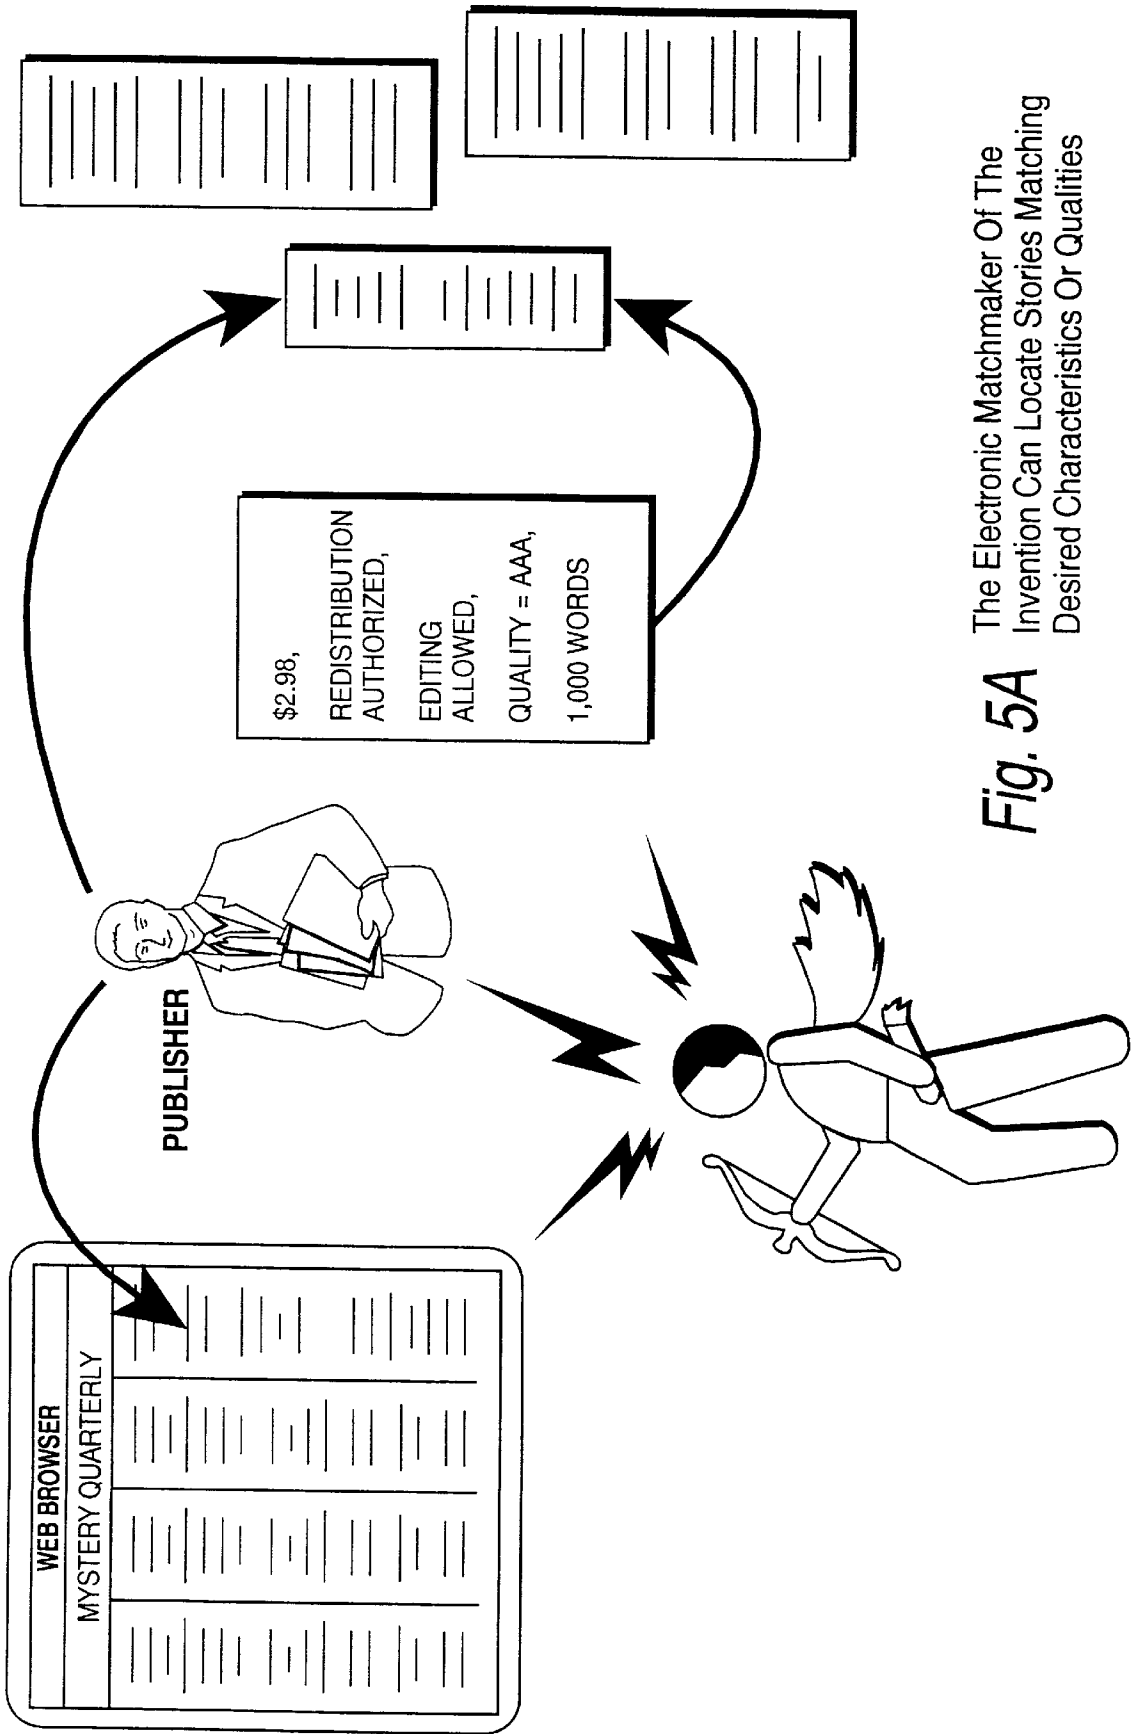 WEB BROWSER
MYSTERY QUARTERLY
PUBLISHER
$2.98,
REDISTRIBUTION
AUTHORIZED,
EDITING
ALLOWED,
QUALITY = AAA,
1,000 WORDS
Fig. 5A
The Electronic Matchmaker Of The
Invention Can Locate Stories Matching
Desired Characteristics Or Qualities